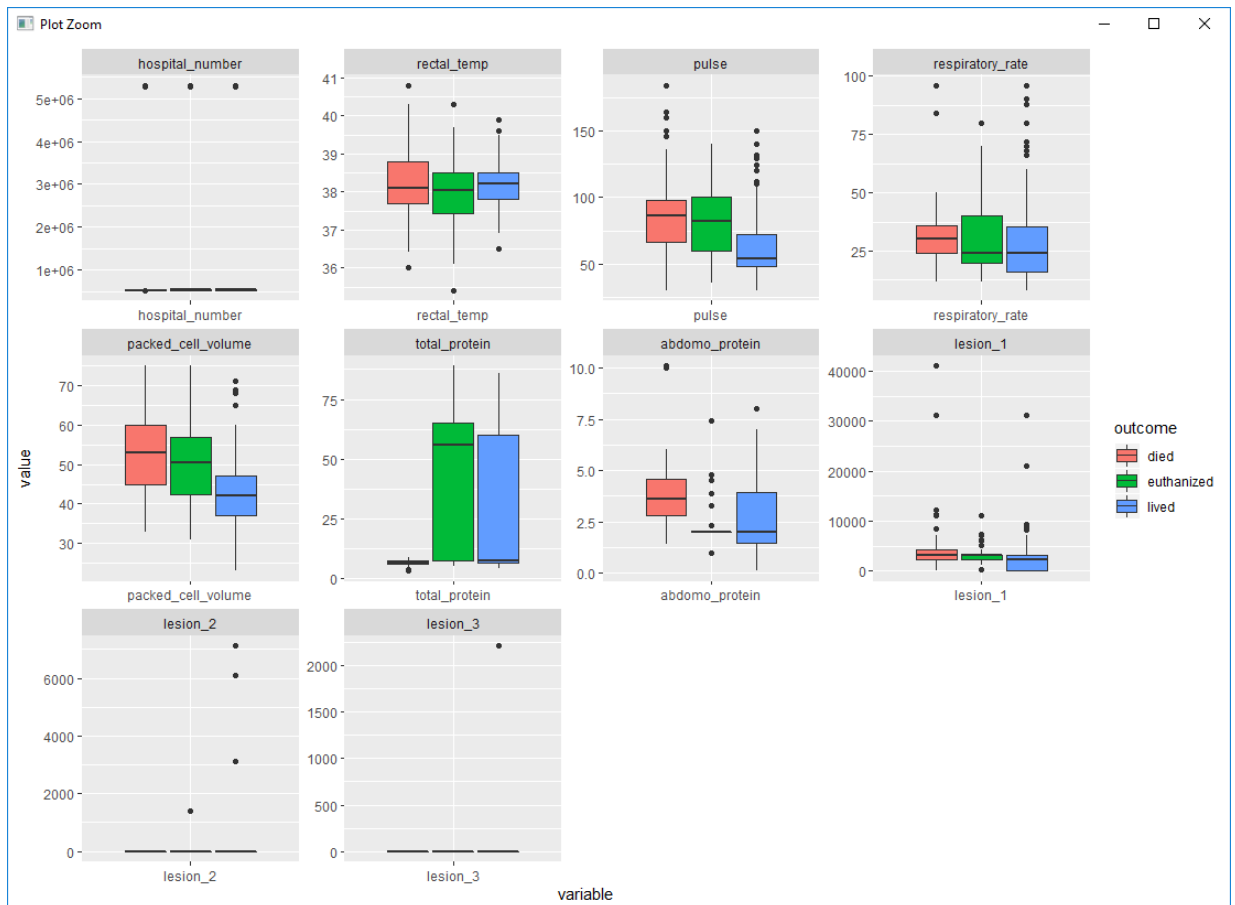 Plot Zoom
hospital_number
rectal_temp
pulse
respiratory_rate
5e+06
4e+06
3e+06
2e+06
1e+06
41
40
39
38
37
36
150
100
50
100
75
50
25
hospital_number
rectal_temp
pulse
respiratory_rate
packed_cell_volume
total_protein
abdomo_protein
lesion_1
value
70
60
50
40
30
75
50
25
0
10.0
7.5
5.0
2.5
0.0
40000
30000
20000
10000
0
outcome
died
euthanized
lived
packed_cell_volume
total_protein
abdomo_protein
lesion_1
lesion_2
lesion_3
6000
4000
2000
0
2000
1500
1000
500
0
lesion_2
lesion_3
variable